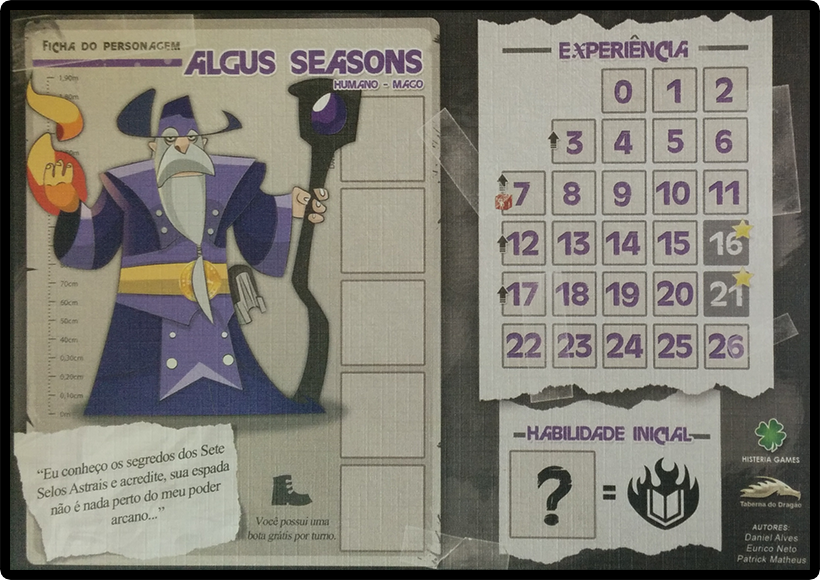 FICHA DO PERSONAGEM
ALGUS SEASONS
HUMANO - MAGO
1,90m
70cm
60cm
50cm
40cm
0,30cm
0,20cm
0,10cm
0m
"Eu conheço os segredos dos Sete
Selos Astrais e acredite, sua espada
não é nada perto do meu poder
arcano..."
Você possui uma
bota grátis por turno.
EXPERIÊNCIA
0 1 2
3 4 5 6
7 8 9 10 11
12 13 14 15 16
17 18 19 20 21
22 23 24 25 26
HABILIDADE INICIAL
? =
HISTERIA GAMES
Taberna do Dragão
AUTORES:
Daniel Alves
Eurico Neto
Patrick Matheus